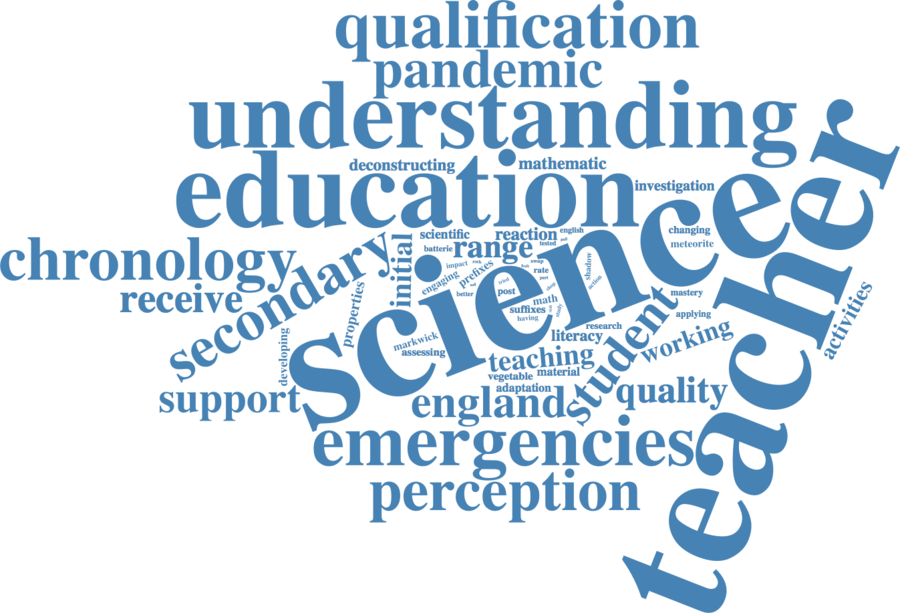 qualification
pandemic
understanding
deconstructing
mathematic
education
investigation
teacher
science
scientific
reaction
english
changing
batterie
range
tested
meteorite
chronology
secondary
initial
impact
engaging
prefixes
rate
shadow
action
receive
properties
better
post
math
mastery
suffixes
having
study
applying
activities
developing
markwick
assessing
research
literacy
student
working
teaching
vegetable
material
adaptation
support
england
quality
emergencies
perception